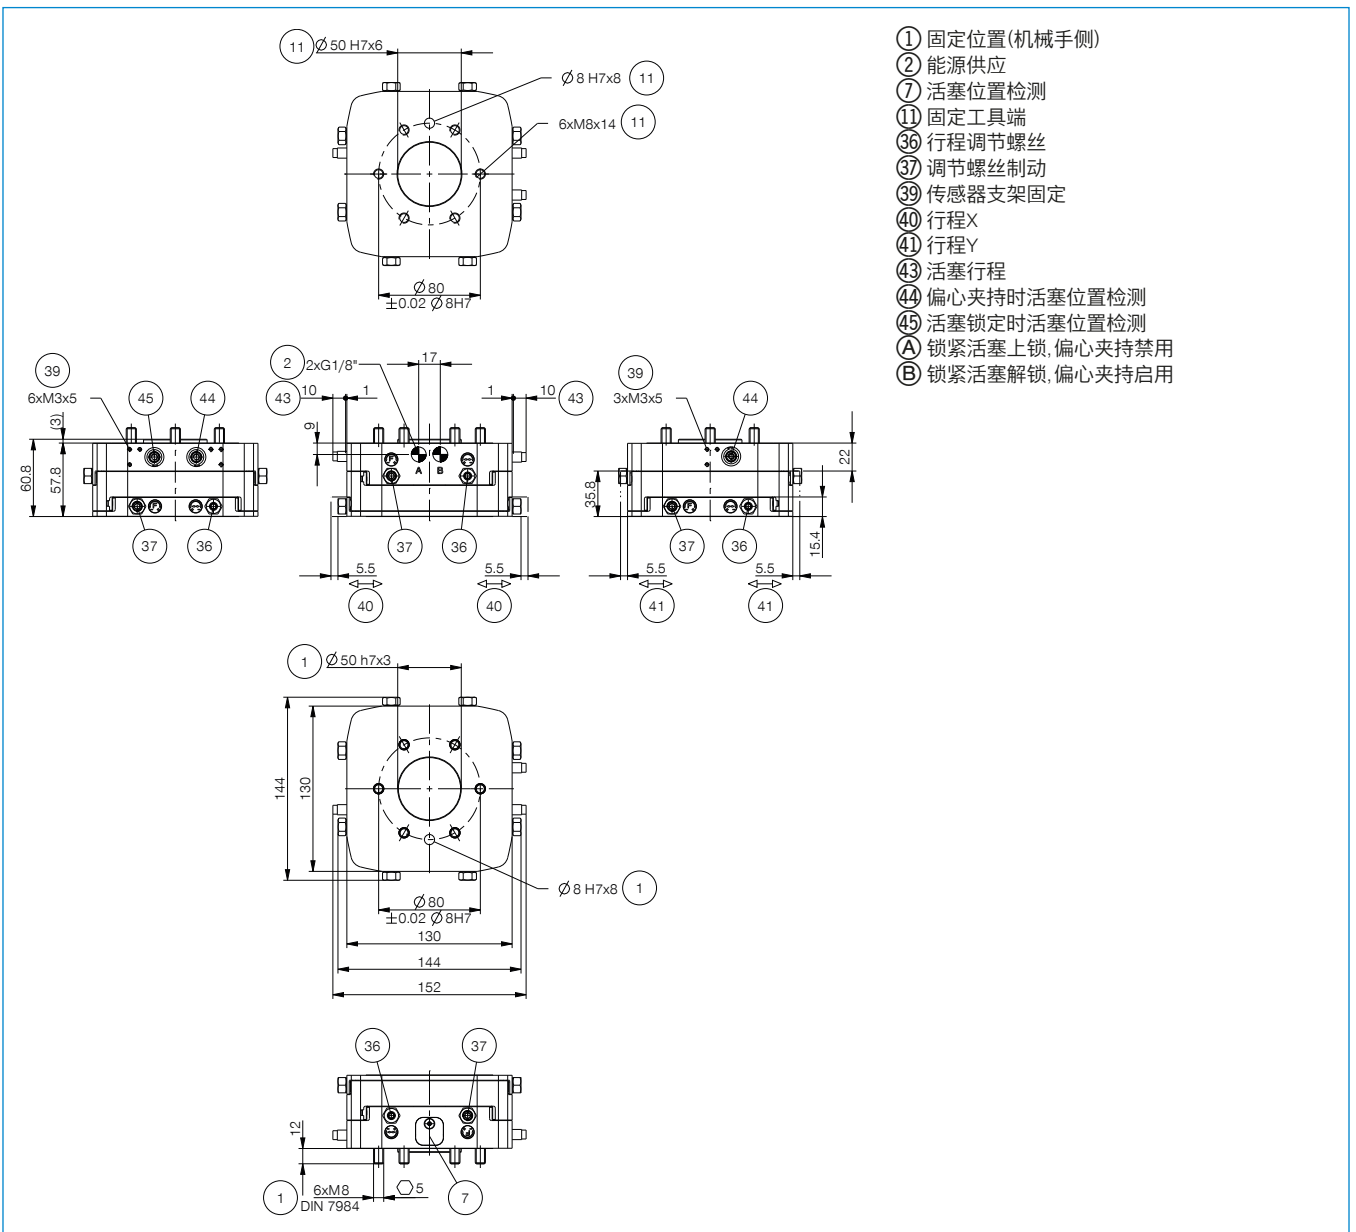 ① 固定位置(机械手侧)
② 能源供应
⑦ 活塞位置检测
⑪ 固定工具端
㊱ 行程调节螺丝
㊲ 调节螺丝制动
㊴ 传感器支架固定
㊵ 行程X
㊶ 行程Y
㊸ 活塞行程
㊹ 偏心夹持时活塞位置检测
㊺ 活塞锁定时活塞位置检测
Ⓐ 锁紧活塞上锁,偏心夹持禁用
Ⓑ 锁紧活塞解锁,偏心夹持启用
11 Ø 50 H7x6
Ø 8 H7x8 11
6xM8x14 11
Ø 80
±0.02 Ø 8H7
39
6xM3x5
45 44
(3)
60.8
57.8
37 36
2 2xG1/8"
17
43 10 1
1 10 43
9
A B
37 36
5.5 5.5
40 40
39
3xM3x5
44
22
35.8
15.4
37 36
5.5 5.5
41 41
1 Ø 50 h7x3
144
130
Ø 8 H7x8 1
Ø 80
±0.02 Ø 8H7
130
144
152
36 37
12
1 6xM8
DIN 7984
5
7